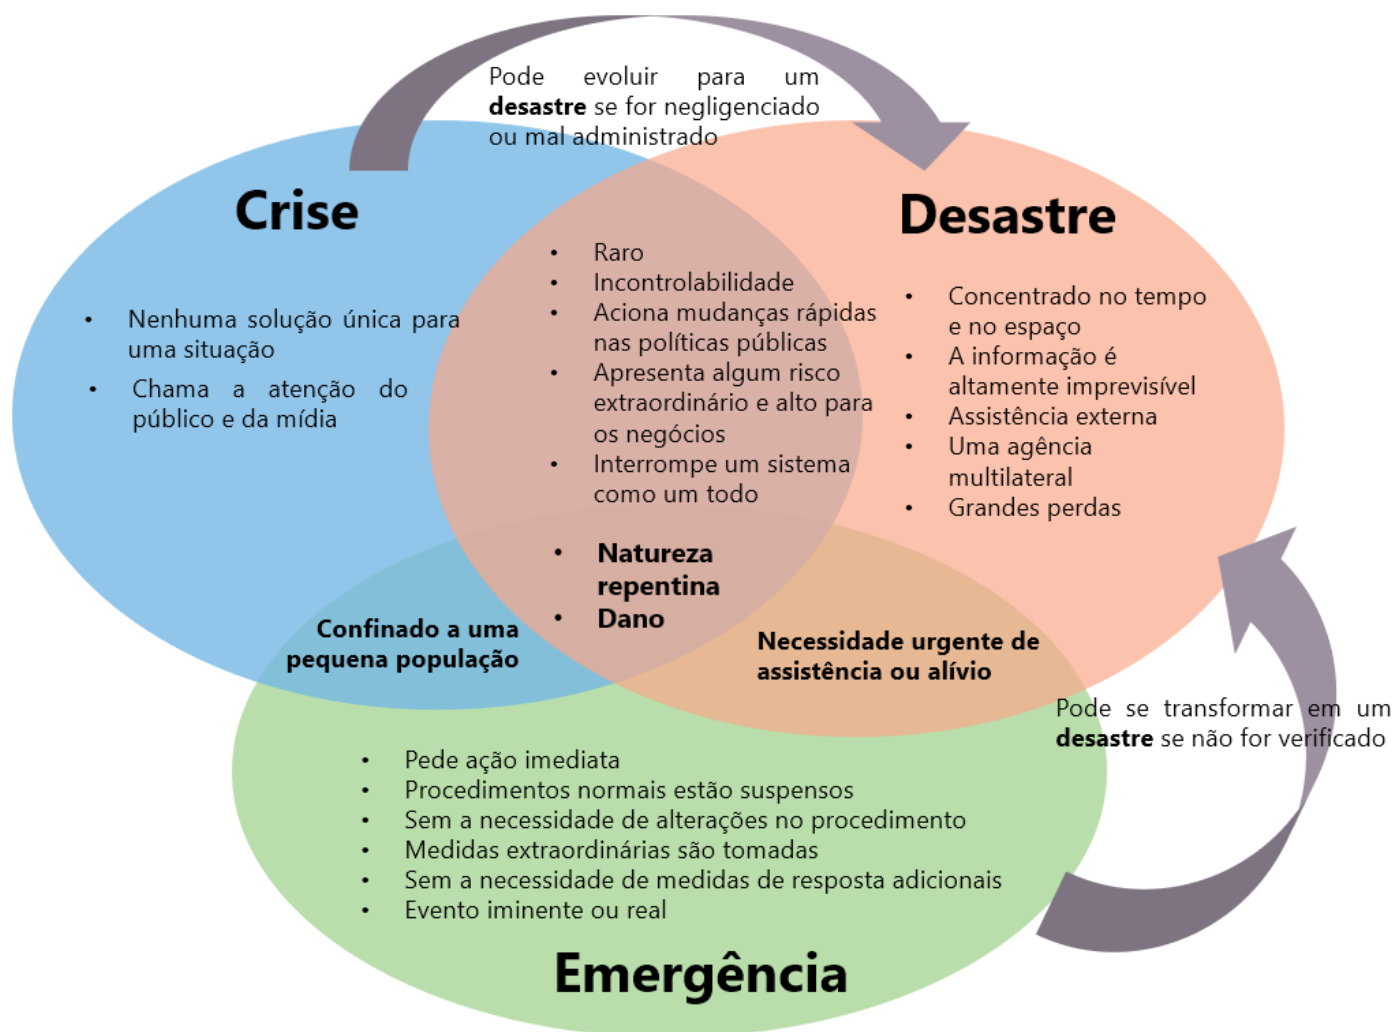 Pode evoluir para um
desastre se for negligenciado
ou mal administrado
Crise
• Nenhuma solução única para
uma situação
• Chama a atenção do
público e da mídia
• Raro
• Incontrolabilidade
• Aciona mudanças rápidas
nas políticas públicas
• Apresenta algum risco
extraordinário e alto para
os negócios
• Interrompe um sistema
como um todo
Desastre
• Concentrado no tempo
e no espaço
• A informação é
altamente imprevisível
• Assistência externa
• Uma agência
multilateral
• Grandes perdas
• Natureza
repentina
• Dano
Confinado a uma
pequena população
Necessidade urgente de
assistência ou alívio
Pode se transformar em um
desastre se não for verificado
• Pede ação imediata
• Procedimentos normais estão suspensos
• Sem a necessidade de alterações no procedimento
• Medidas extraordinárias são tomadas
• Sem a necessidade de medidas de resposta adicionais
• Evento iminente ou real
Emergência